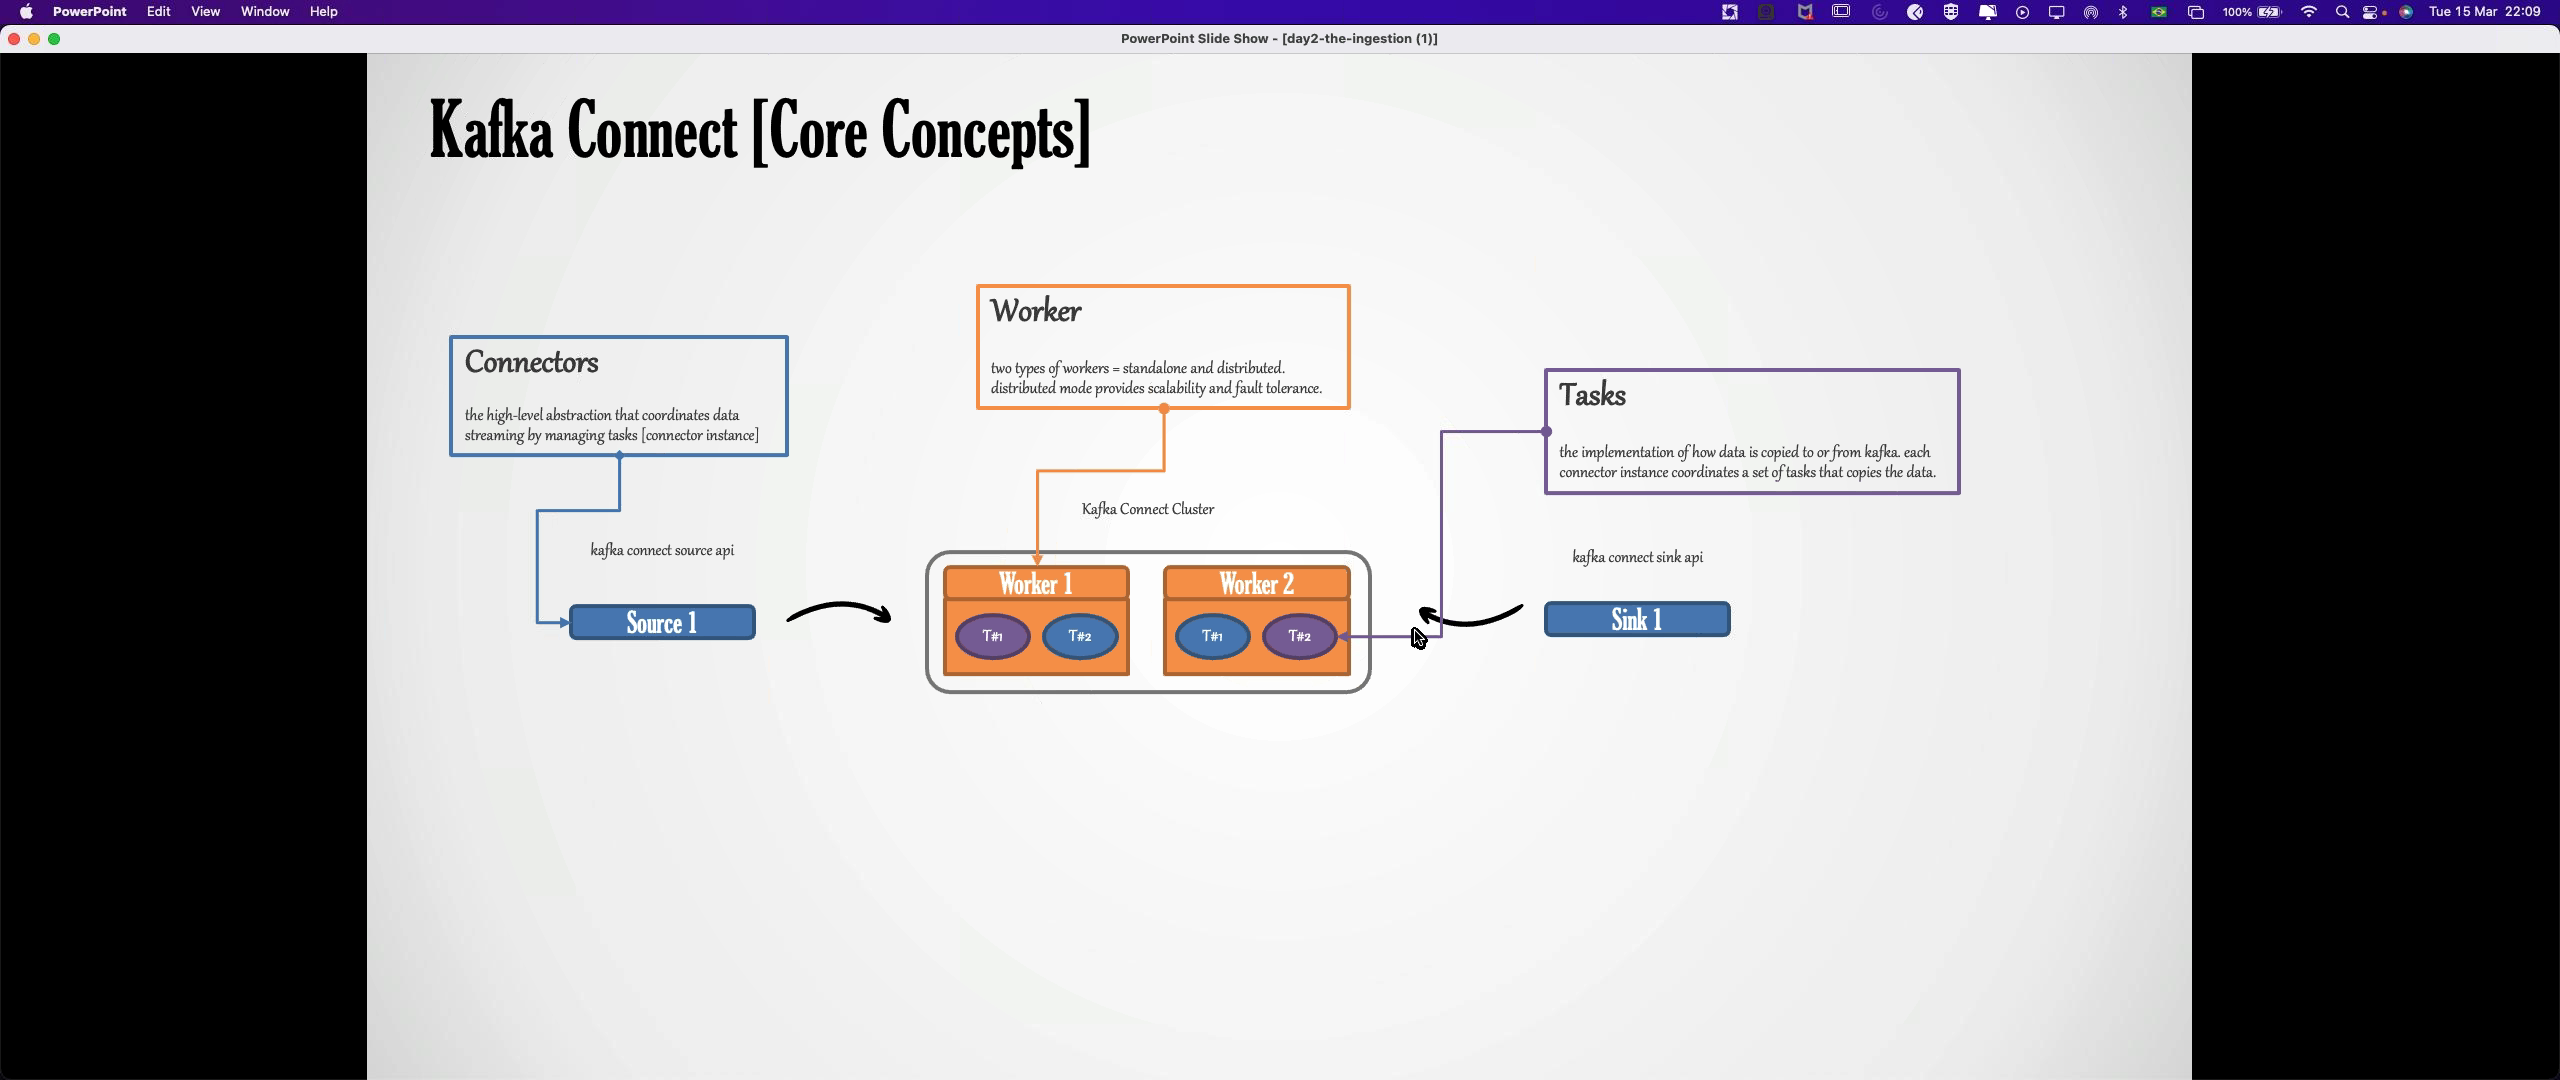 PowerPoint Edit View Window Help
100% Tue 15 Mar 22:09
PowerPoint Slide Show - [day2-the-ingestion (1)]
Kafka Connect [Core Concepts]
Worker
two types of workers = standalone and distributed.
distributed mode provides scalability and fault tolerance.
Connectors
the high-level abstraction that coordinates data
streaming by managing tasks [connector instance]
Tasks
the implementation of how data is copied to or from kafka. each
connector instance coordinates a set of tasks that copies the data.
Kafka Connect Cluster
kafka connect source api
kafka connect sink api
Source 1
Worker 1
T#1 T#2
Worker 2
T#1 T#2
Sink 1